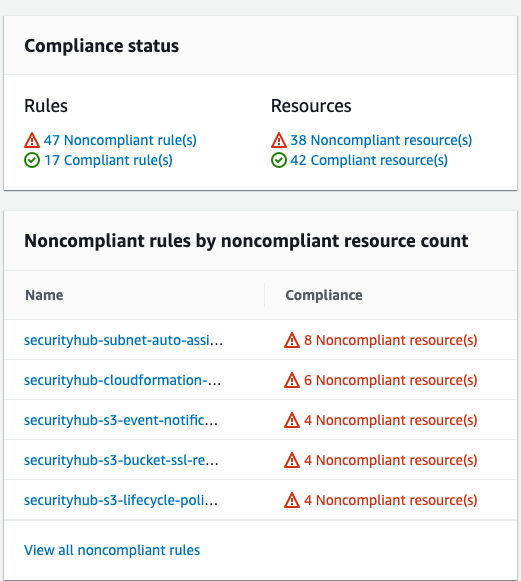 Compliance status
Rules
47 Noncompliant rule(s)
17 Compliant rule(s)
Resources
38 Noncompliant resource(s)
42 Compliant resource(s)
Noncompliant rules by noncompliant resource count
Name Compliance
securityhub-subnet-auto-assi... 8 Noncompliant resource(s)
securityhub-cloudformation-... 6 Noncompliant resource(s)
securityhub-s3-event-notific... 4 Noncompliant resource(s)
securityhub-s3-bucket-ssl-re... 4 Noncompliant resource(s)
securityhub-s3-lifecycle-poli... 4 Noncompliant resource(s)
View all noncompliant rules